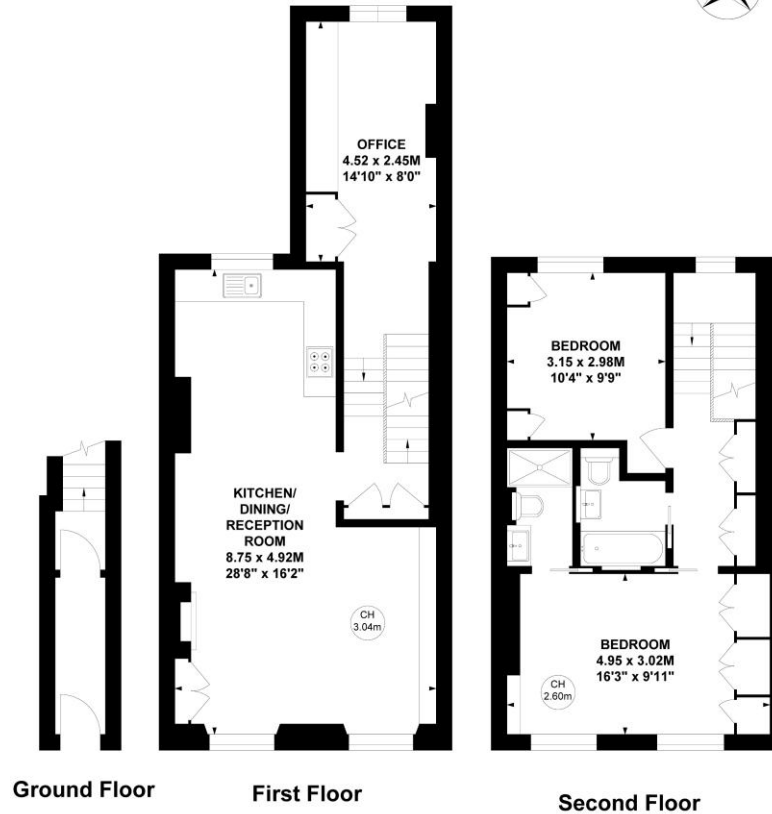 OFFICE
4.52 x 2.45M
14'10" x 8'0"
KITCHEN/
DINING/
RECEPTION
ROOM
8.75 x 4.92M
28'8" x 16'2"
CH
3.04m
BEDROOM
3.15 x 2.98M
10'4" x 9'9"
BEDROOM
4.95 x 3.02M
16'3" x 9'11"
CH
2.60m
Ground Floor
First Floor
Second Floor